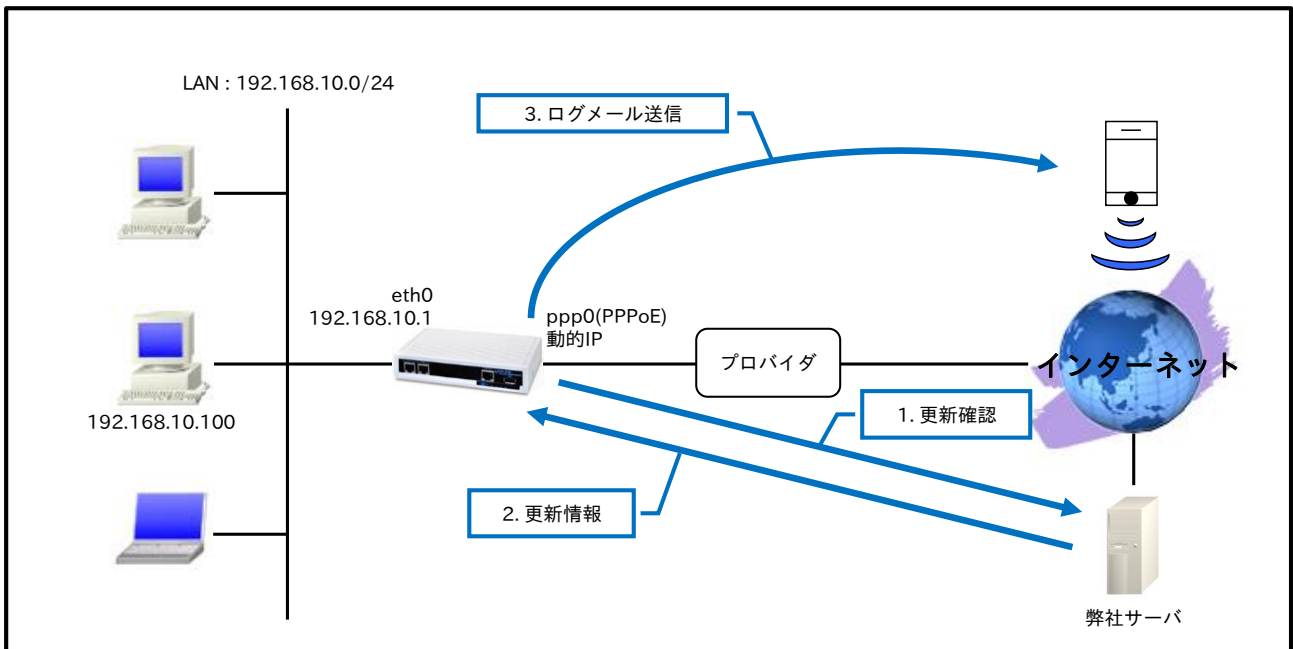 LAN : 192.168.10.0/24
3. ログメール送信
eth0
192.168.10.1
ppp0(PPPoE)
動的IP
プロバイダ
インターネット
192.168.10.100
1. 更新確認
2. 更新情報
弊社サーバ